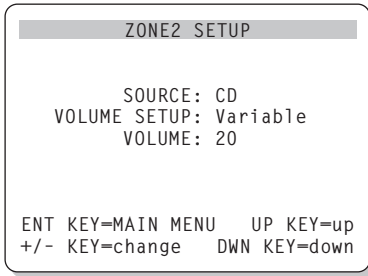 ZONE2 SETUP
SOURCE: CD
VOLUME SETUP: Variable
VOLUME: 20
ENT KEY=MAIN MENU UP KEY=up
+/- KEY=change DWN KEY=down